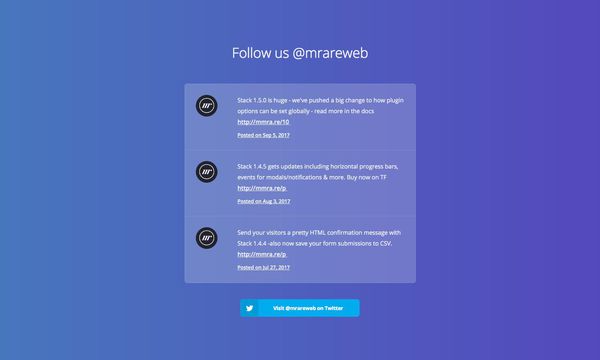 Follow us @mrareweb
Stack 1.5.0 is huge - we've pushed a big change to how plugin
options can be set globally - read more in the docs
http://mmra.re/10
Posted on Sep 5, 2017
Stack 1.4.5 gets updates including horizontal progress bars,
events for modals/notifications & more. Buy now on TF
http://mmra.re/p
Posted on Aug 3, 2017
Send your visitors a pretty HTML confirmation message with
Stack 1.4.4 -also now save your form submissions to CSV.
http://mmra.re/p
Posted on Jul 27, 2017
Visit @mrareweb on Twitter